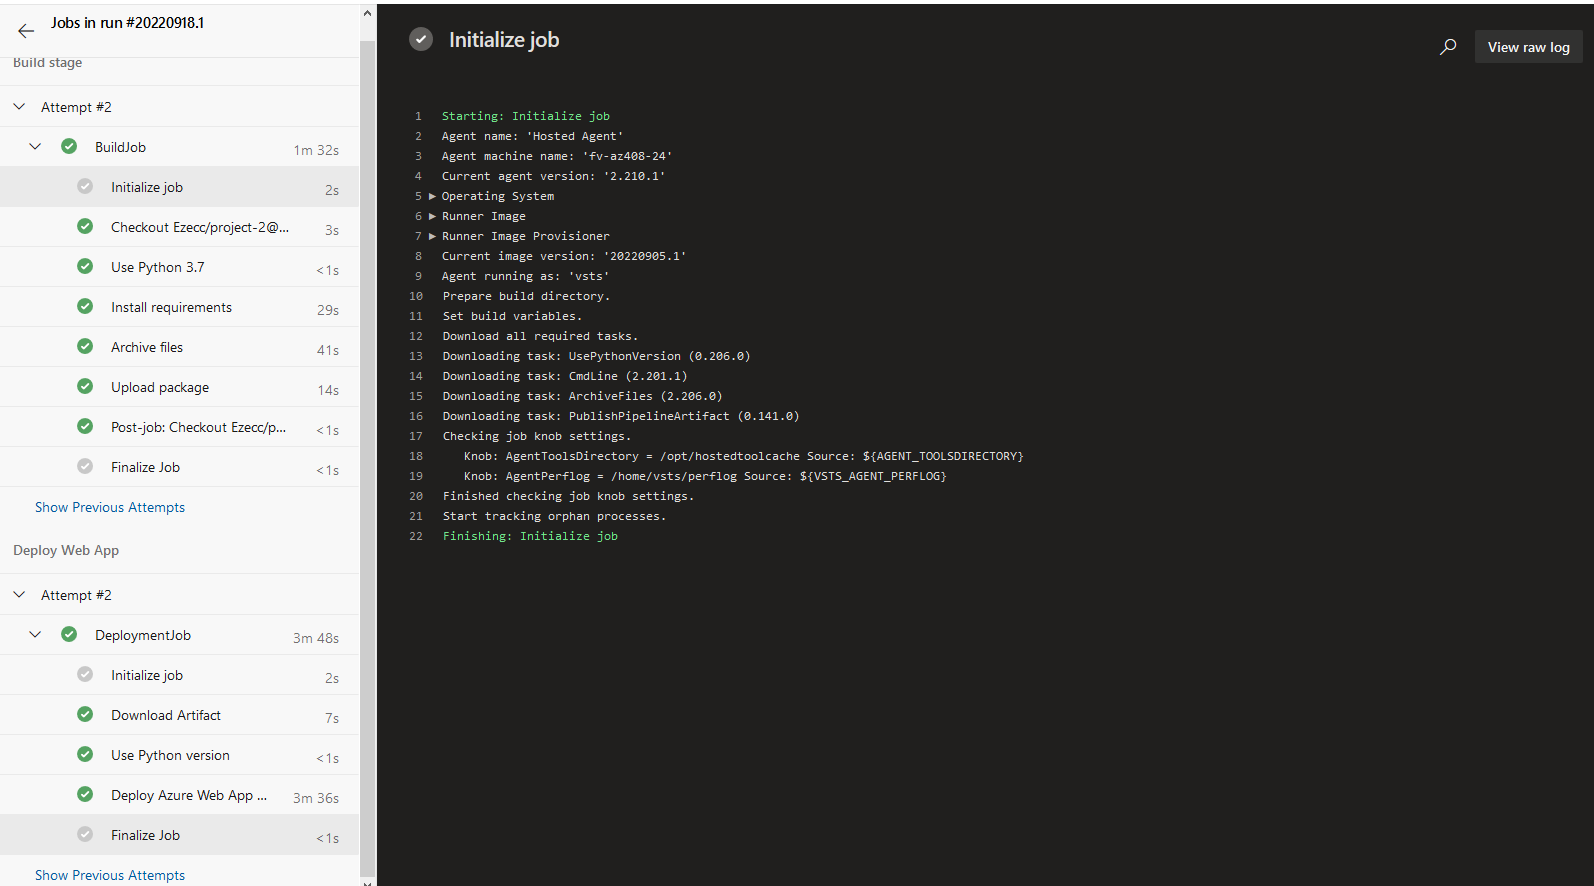 Jobs in run #20220918.1
Build stage
Attempt #2
BuildJob 1m 32s
Initialize job 2s
Checkout Ezecc/project-2@... 3s
Use Python 3.7 <1s
Install requirements 29s
Archive files 41s
Upload package 14s
Post-job: Checkout Ezecc/p... <1s
Finalize Job <1s
Show Previous Attempts
Deploy Web App
Attempt #2
DeploymentJob 3m 48s
Initialize job 2s
Download Artifact 7s
Use Python version <1s
Deploy Azure Web App ... 3m 36s
Finalize Job <1s
Show Previous Attempts
Initialize job
View raw log
1 Starting: Initialize job
2 Agent name: 'Hosted Agent'
3 Agent machine name: 'fv-az408-24'
4 Current agent version: '2.210.1'
5 ▶ Operating System
6 ▶ Runner Image
7 ▶ Runner Image Provisioner
8 Current image version: '20220905.1'
9 Agent running as: 'vsts'
10 Prepare build directory.
11 Set build variables.
12 Download all required tasks.
13 Downloading task: UsePythonVersion (0.206.0)
14 Downloading task: CmdLine (2.201.1)
15 Downloading task: ArchiveFiles (2.206.0)
16 Downloading task: PublishPipelineArtifact (0.141.0)
17 Checking job knob settings.
18 Knob: AgentToolsDirectory = /opt/hostedtoolcache Source: ${AGENT_TOOLSDIRECTORY}
19 Knob: AgentPerflog = /home/vsts/perflog Source: ${VSTS_AGENT_PERFLOG}
20 Finished checking job knob settings.
21 Start tracking orphan processes.
22 Finishing: Initialize job